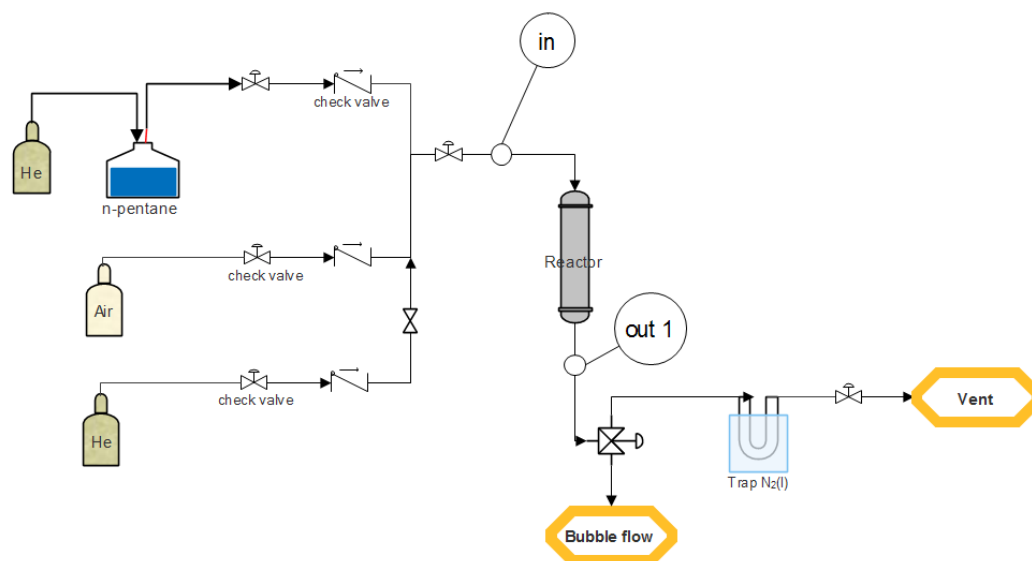 in
check valve
He
n-pentane
check valve
Reactor
Air
out 1
check valve
He
Vent
Trap N₂(l)
Bubble flow